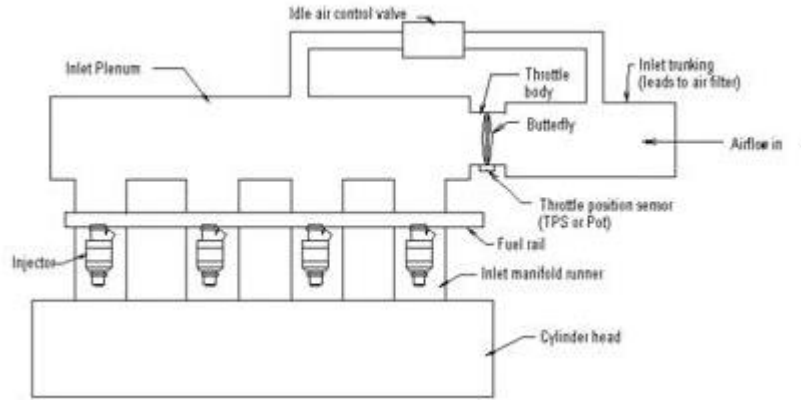 Idle air control valve
Inlet Plenum
Throttle
body
Inlet trunking
(leads to air filter)
Butterfly
Airfloe in
Throttle position sensor
(TPS or Pot)
Fuel rail
Injector
Inlet manifold runner
Cylinder head